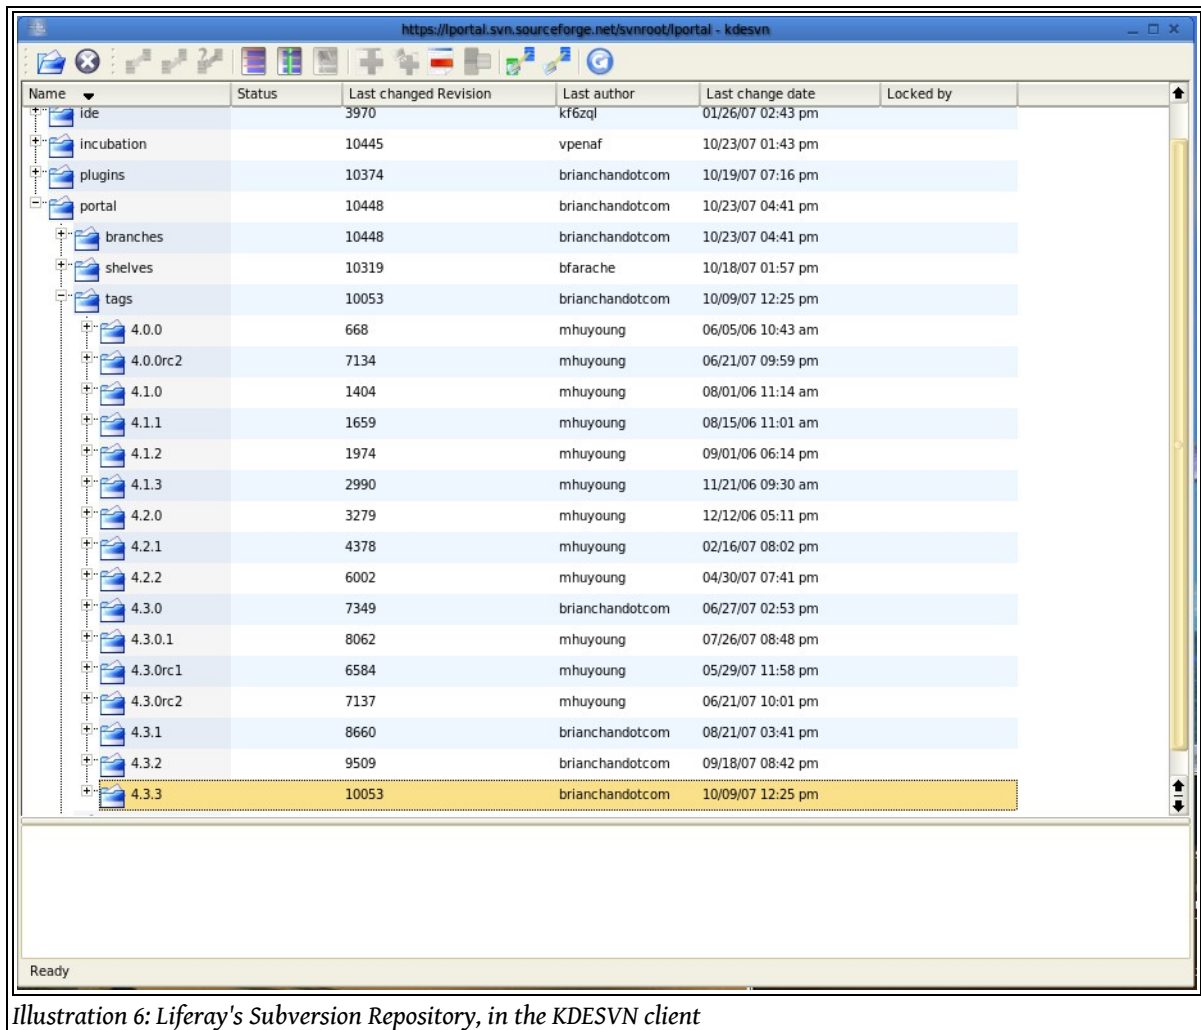 https://lportal.svn.sourceforge.net/svnroot/lportal - kdesvn
Name Status Last changed Revision Last author Last change date Locked by
ide 3970 kf6zql 01/26/07 02:43 pm
incubation 10445 vpenaf 10/23/07 01:43 pm
plugins 10374 brianchandotcom 10/19/07 07:16 pm
portal 10448 brianchandotcom 10/23/07 04:41 pm
branches 10448 brianchandotcom 10/23/07 04:41 pm
shelves 10319 bfarache 10/18/07 01:57 pm
tags 10053 brianchandotcom 10/09/07 12:25 pm
4.0.0 668 mhuyoung 06/05/06 10:43 am
4.0.0rc2 7134 mhuyoung 06/21/07 09:59 pm
4.1.0 1404 mhuyoung 08/01/06 11:14 am
4.1.1 1659 mhuyoung 08/15/06 11:01 am
4.1.2 1974 mhuyoung 09/01/06 06:14 pm
4.1.3 2990 mhuyoung 11/21/06 09:30 am
4.2.0 3279 mhuyoung 12/12/06 05:11 pm
4.2.1 4378 mhuyoung 02/16/07 08:02 pm
4.2.2 6002 mhuyoung 04/30/07 07:41 pm
4.3.0 7349 brianchandotcom 06/27/07 02:53 pm
4.3.0.1 8062 mhuyoung 07/26/07 08:48 pm
4.3.0rc1 6584 mhuyoung 05/29/07 11:58 pm
4.3.0rc2 7137 mhuyoung 06/21/07 10:01 pm
4.3.1 8660 brianchandotcom 08/21/07 03:41 pm
4.3.2 9509 brianchandotcom 09/18/07 08:42 pm
4.3.3 10053 brianchandotcom 10/09/07 12:25 pm
Ready
Illustration 6: Liferay's Subversion Repository, in the KDESVN client